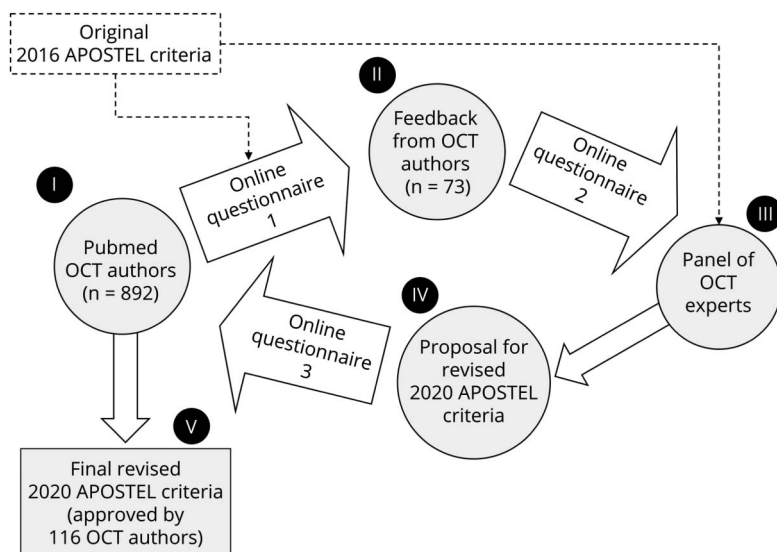 Original
2016 APOSTEL criteria
II
Feedback
from OCT
authors
(n = 73)
Online
questionnaire
1
Online
questionnaire
2
I
Pubmed
OCT authors
(n = 892)
III
Panel of
OCT
experts
IV
Proposal for
revised
2020 APOSTEL
criteria
Online
questionnaire
3
V
Final revised
2020 APOSTEL criteria
(approved by
116 OCT authors)